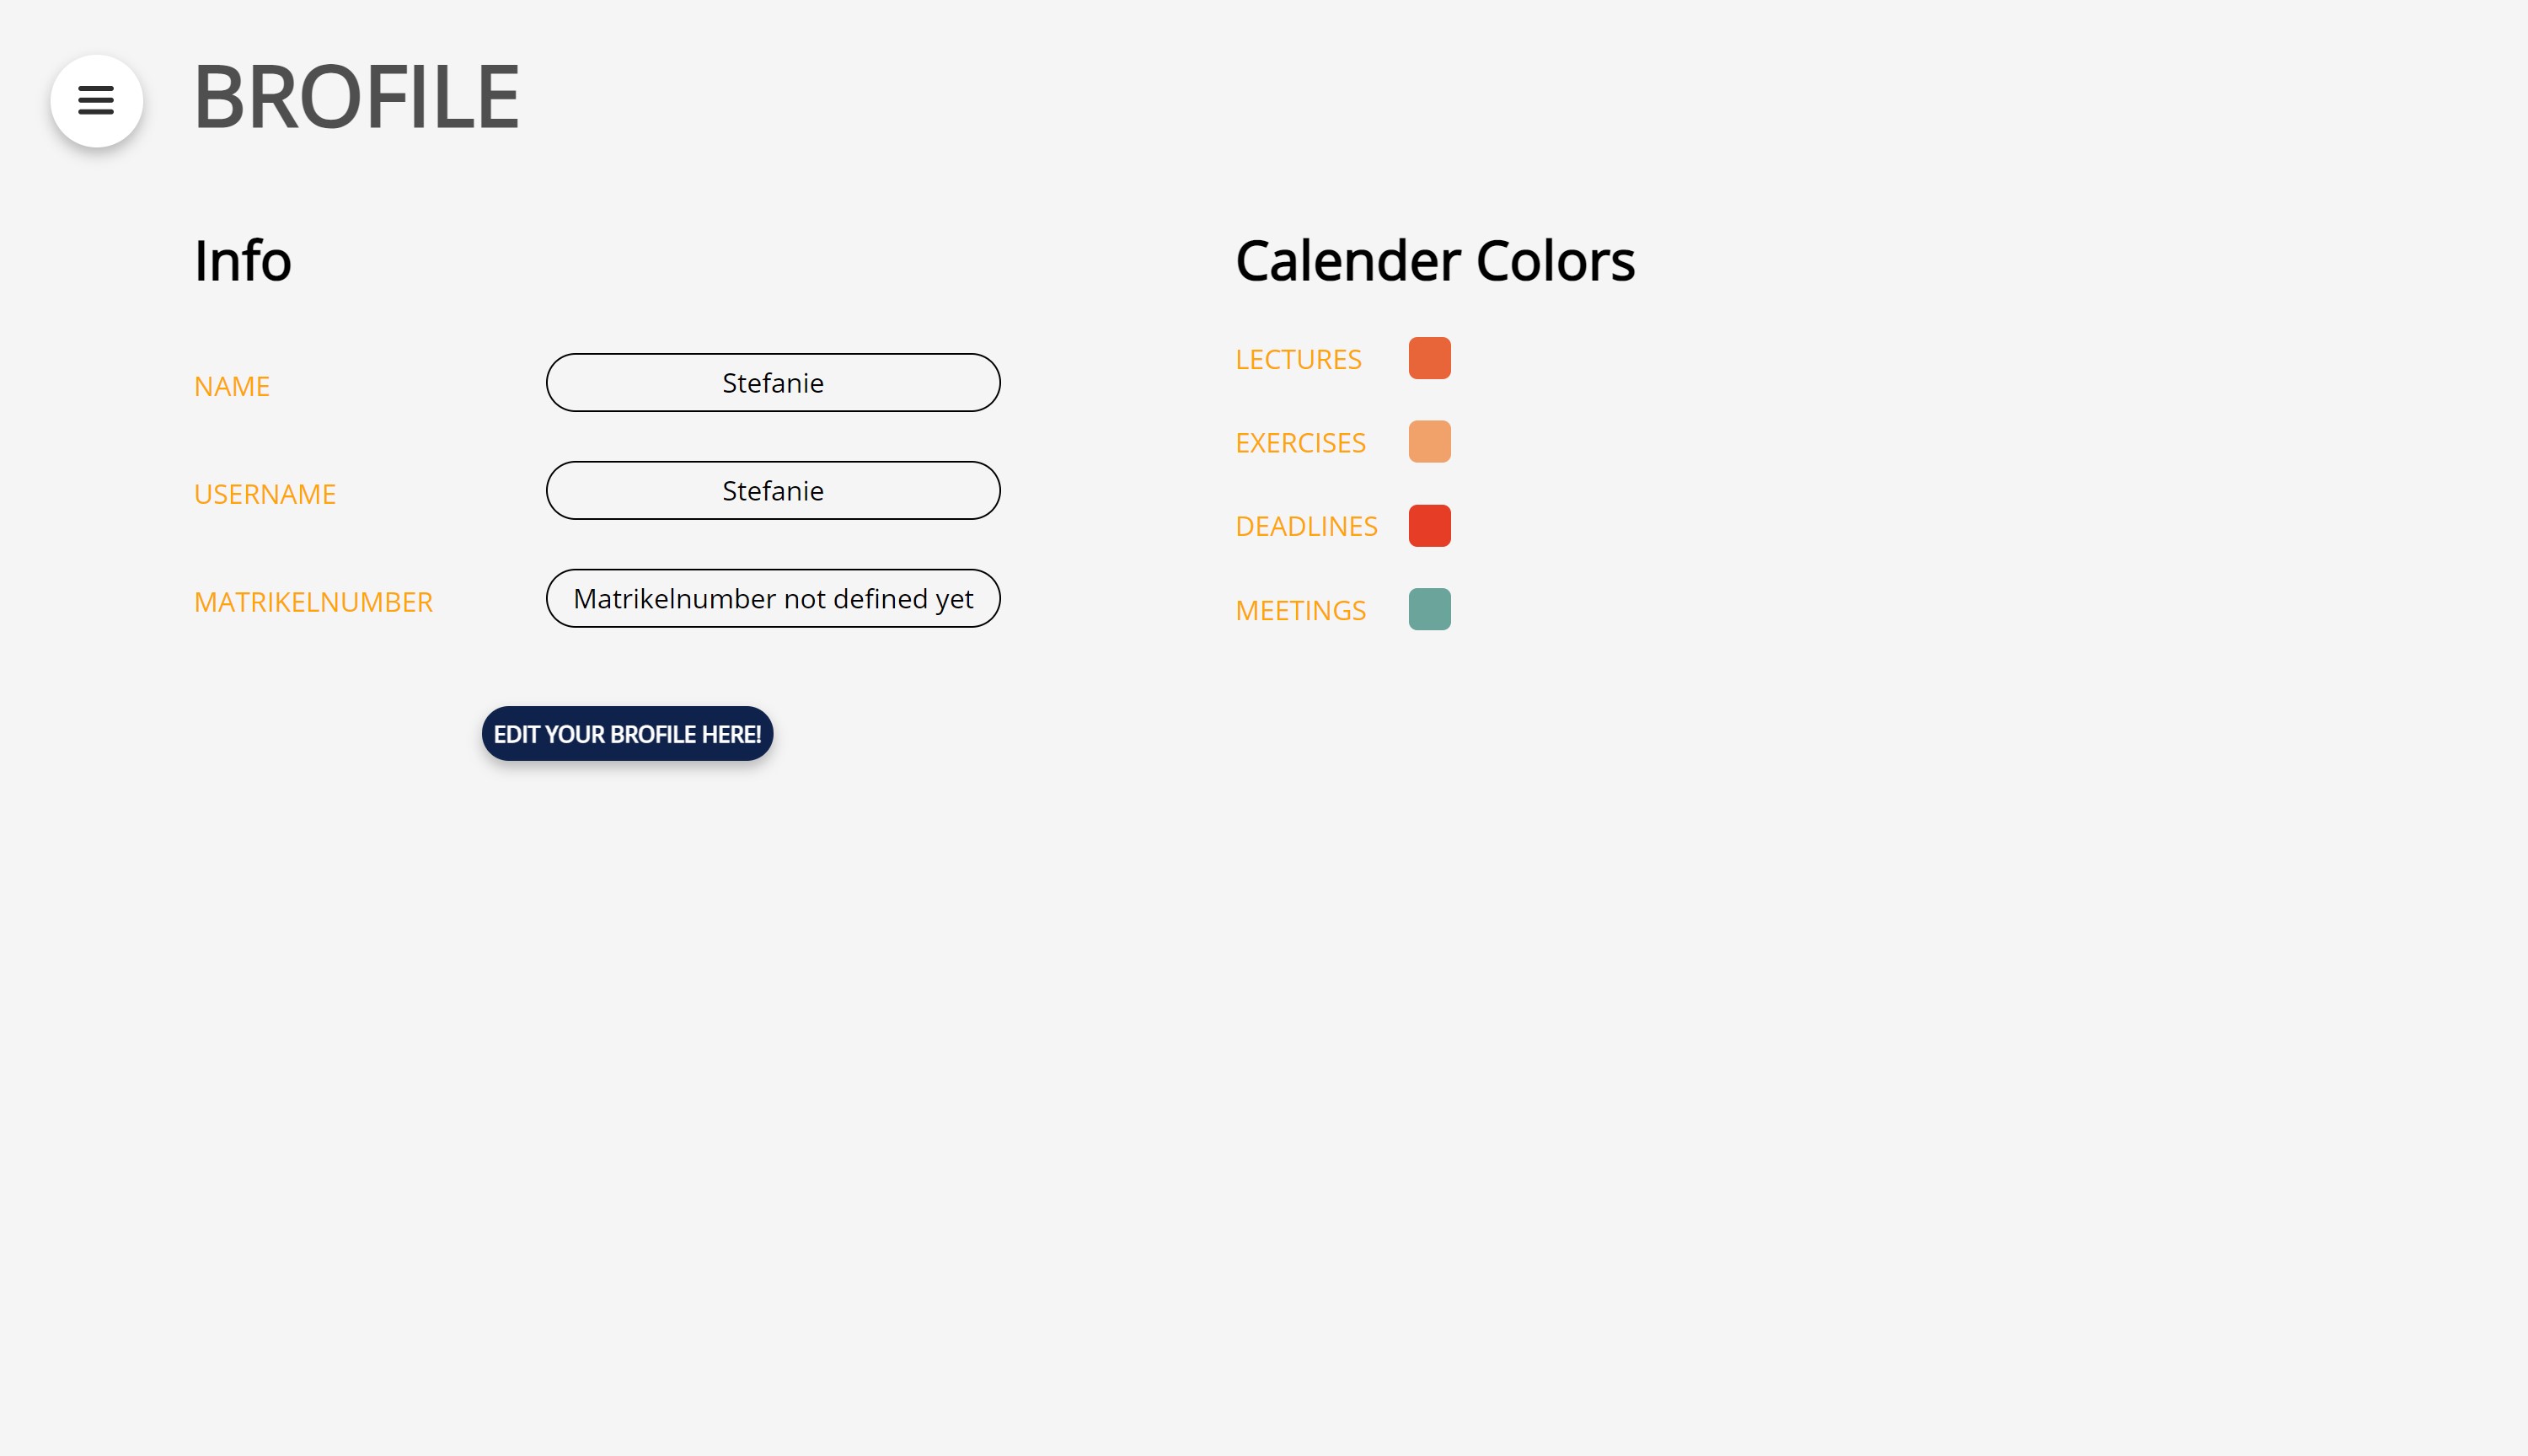 BROFILE
Info
NAME
Stefanie
USERNAME
Stefanie
MATRIKELNUMBER
Matrikelnumber not defined yet
EDIT YOUR BROFILE HERE!
Calender Colors
LECTURES
EXERCISES
DEADLINES
MEETINGS